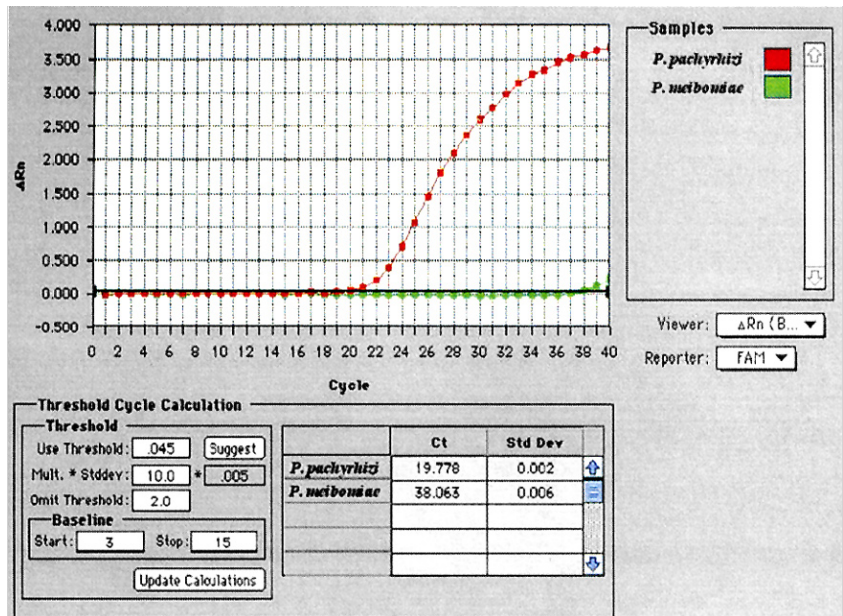 4.000
3.500
3.000
2.500
2.000
1.500
1.000
0.500
0.000
-0.500
ΔRn
0 2 4 6 8 10 12 14 16 18 20 22 24 26 28 30 32 34 36 38 40
Cycle
Samples
P. pachyrhizi
P. meibomiae
Viewer: ΔRn (B... ▼
Reporter: FAM ▼
Threshold Cycle Calculation
Threshold
Use Threshold: .045 Suggest
Mult. * Stddev: 10.0 * .005
Omit Threshold: 2.0
Baseline
Start: 3 Stop: 15
Update Calculations
Ct Std Dev
P. pachyrhizi 19.778 0.002
P. meibomiae 38.063 0.006